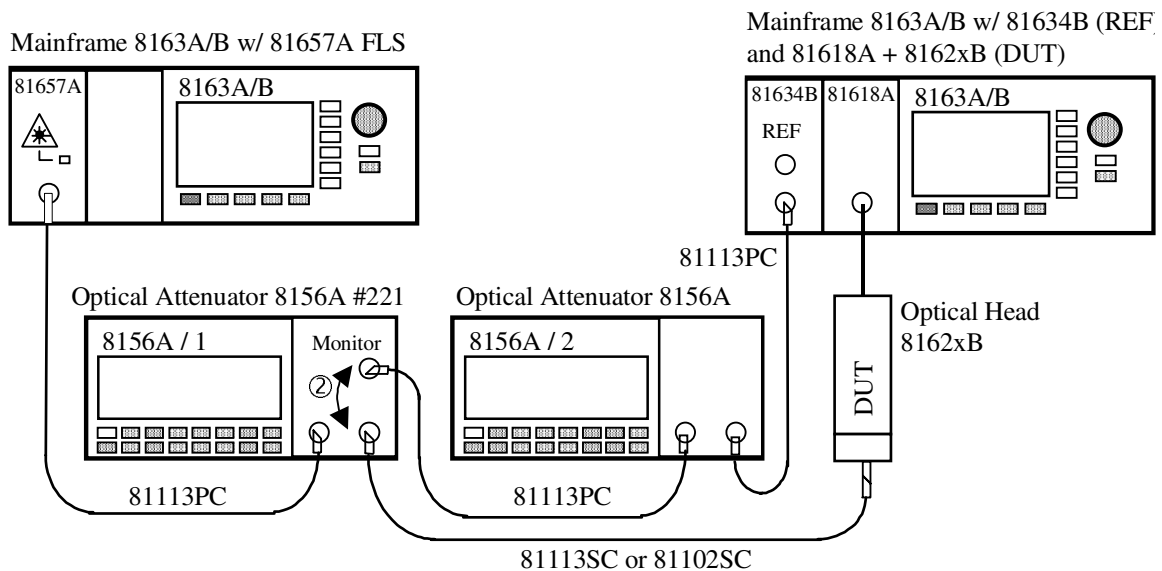 Mainframe 8163A/B w/ 81657A FLS
Mainframe 8163A/B w/ 81634B (REF)
and 81618A + 8162xB (DUT)
81657A
8163A/B
81634B
81618A
8163A/B
REF
81113PC
Optical Attenuator 8156A #221
Optical Attenuator 8156A
Optical Head
8162xB
8156A / 1
Monitor
8156A / 2
②
DUT
81113PC
81113PC
81113SC or 81102SC